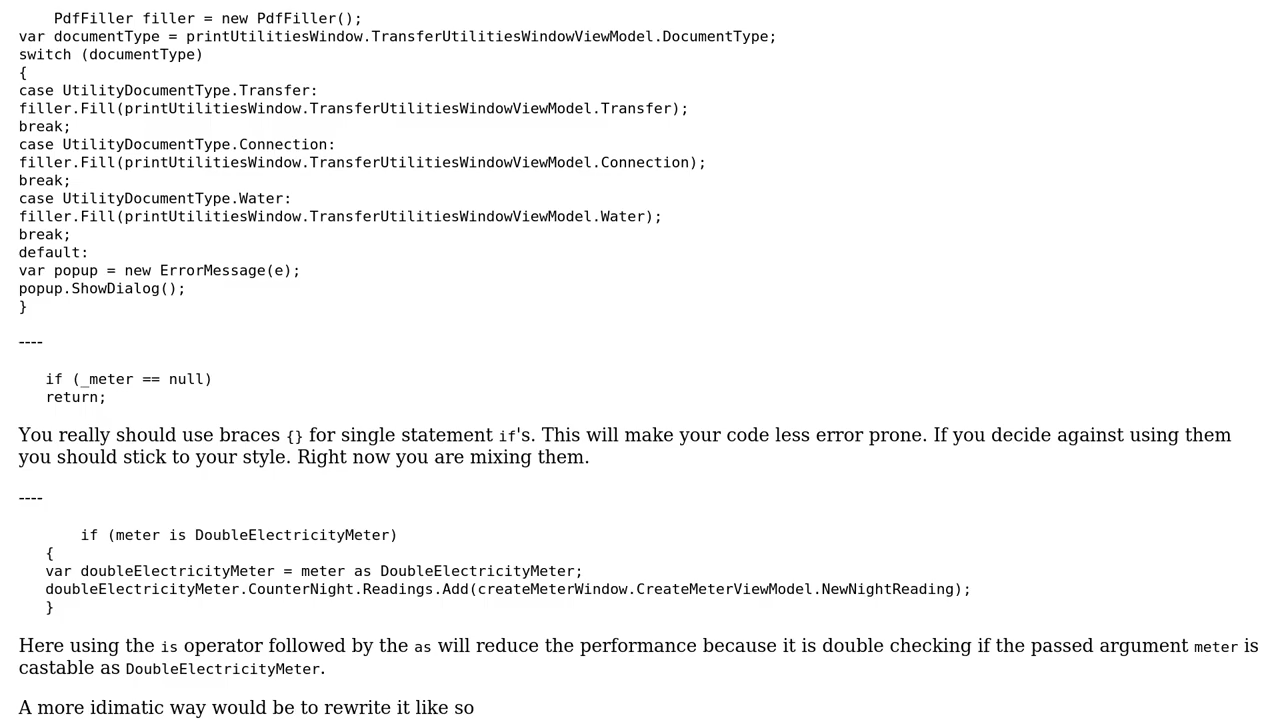 PdfFiller filler = new PdfFiller();
var documentType = printUtilitiesWindow.TransferUtilitiesWindowViewModel.DocumentType;
switch (documentType)
{
case UtilityDocumentType.Transfer:
filler.Fill(printUtilitiesWindow.TransferUtilitiesWindowViewModel.Transfer);
break;
case UtilityDocumentType.Connection:
filler.Fill(printUtilitiesWindow.TransferUtilitiesWindowViewModel.Connection);
break;
case UtilityDocumentType.Water:
filler.Fill(printUtilitiesWindow.TransferUtilitiesWindowViewModel.Water);
break;
default:
var popup = new ErrorMessage(e);
popup.ShowDialog();
}
----
if (_meter == null)
return;
You really should use braces {} for single statement if's. This will make your code less error prone. If you decide against using them
you should stick to your style. Right now you are mixing them.
----
if (meter is DoubleElectricityMeter)
{
var doubleElectricityMeter = meter as DoubleElectricityMeter;
doubleElectricityMeter.CounterNight.Readings.Add(createMeterWindow.CreateMeterViewModel.NewNightReading);
}
Here using the is operator followed by the as will reduce the performance because it is double checking if the passed argument meter is
castable as DoubleElectricityMeter.
A more idimatic way would be to rewrite it like so